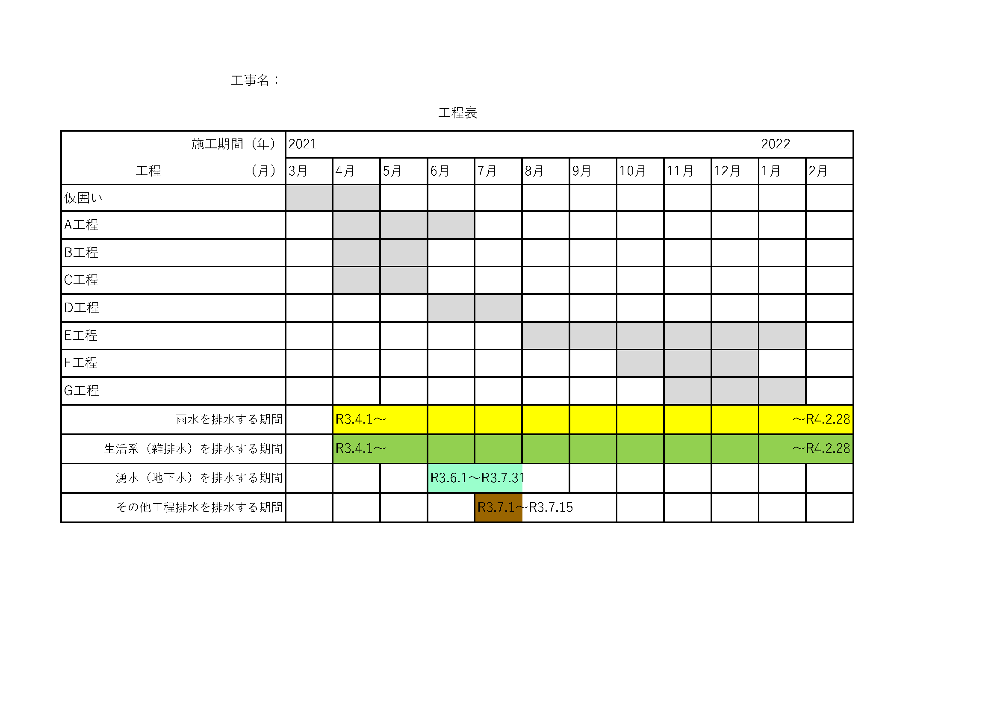 工事名：
工程表
施工期間（年） 2021 2022
工程 （月） 3月 4月 5月 6月 7月 8月 9月 10月 11月 12月 1月 2月
仮囲い
A工程
B工程
C工程
D工程
E工程
F工程
G工程
雨水を排水する期間 R3.4.1～ ～R4.2.28
生活系（雑排水）を排水する期間 R3.4.1～ ～R4.2.28
湧水（地下水）を排水する期間 R3.6.1～R3.7.31
その他工程排水を排水する期間 R3.7.1～R3.7.15